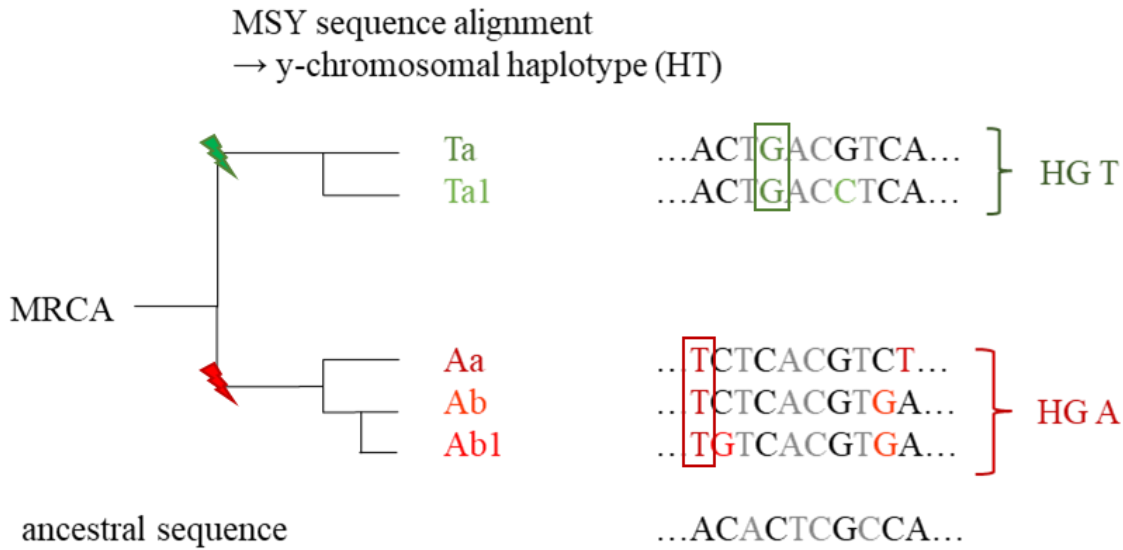 MSY sequence alignment
→ y-chromosomal haplotype (HT)
Ta …ACTGACGTCA…
Ta1 …ACTGACCTCA…
HG T
MRCA
Aa …TCTCACGTCT…
Ab …TCTCACGTGA…
Ab1 …TGTCACGTGA…
HG A
ancestral sequence …ACACTCGCCA…